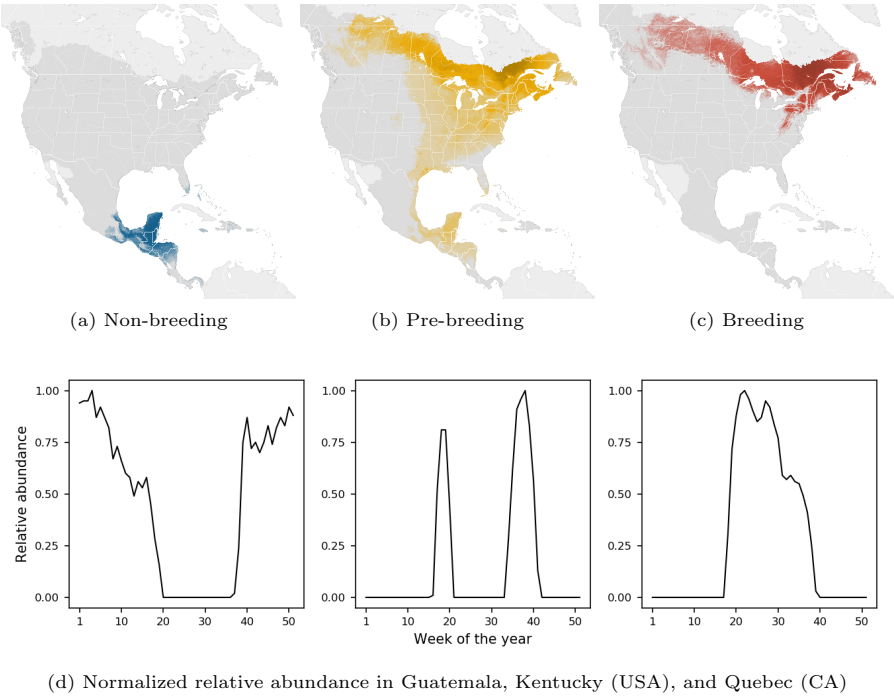 (a) Non-breeding
(b) Pre-breeding
(c) Breeding
Relative abundance
1.00
0.75
0.50
0.25
0.00
1 10 20 30 40 50
1.00
0.75
0.50
0.25
0.00
1 10 20 30 40 50
Week of the year
1.00
0.75
0.50
0.25
0.00
1 10 20 30 40 50
(d) Normalized relative abundance in Guatemala, Kentucky (USA), and Quebec (CA)